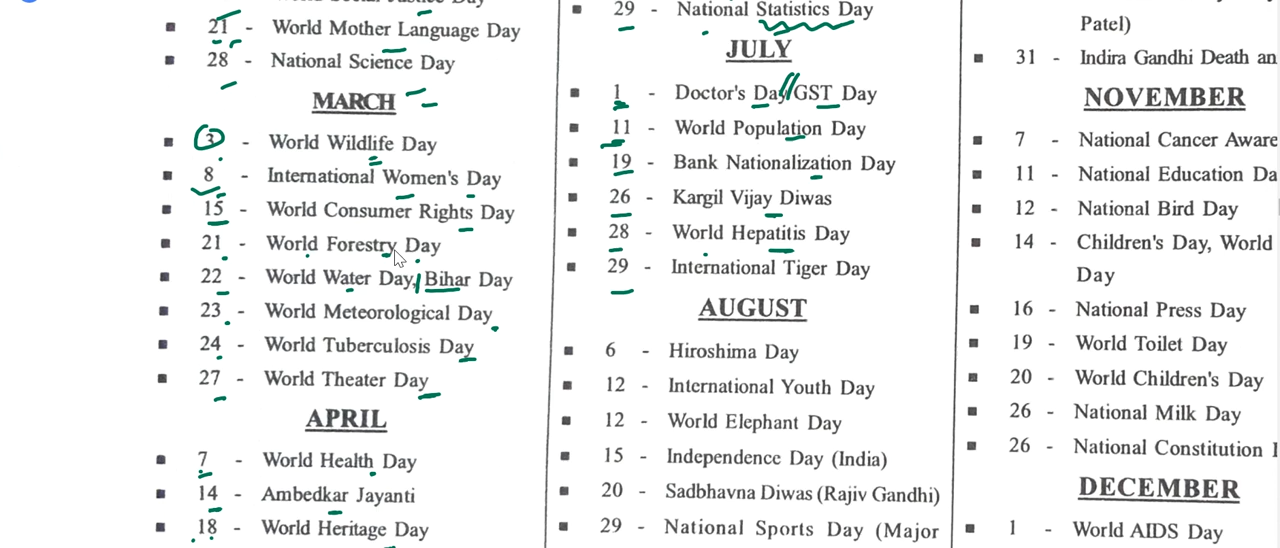 21 - World Mother Language Day
28 - National Science Day
MARCH
3 - World Wildlife Day
8 - International Women's Day
15 - World Consumer Rights Day
21 - World Forestry Day
22 - World Water Day, Bihar Day
23 - World Meteorological Day
24 - World Tuberculosis Day
27 - World Theater Day
APRIL
7 - World Health Day
14 - Ambedkar Jayanti
18 - World Heritage Day
29 - National Statistics Day
JULY
1 - Doctor's Day/GST Day
11 - World Population Day
19 - Bank Nationalization Day
26 - Kargil Vijay Diwas
28 - World Hepatitis Day
29 - International Tiger Day
AUGUST
6 - Hiroshima Day
12 - International Youth Day
12 - World Elephant Day
15 - Independence Day (India)
20 - Sadbhavna Diwas (Rajiv Gandhi)
29 - National Sports Day (Major
Patel)
31 - Indira Gandhi Death an
NOVEMBER
7 - National Cancer Aware
11 - National Education Da
12 - National Bird Day
14 - Children's Day, World
Day
16 - National Press Day
19 - World Toilet Day
20 - World Children's Day
26 - National Milk Day
26 - National Constitution
DECEMBER
1 - World AIDS Day